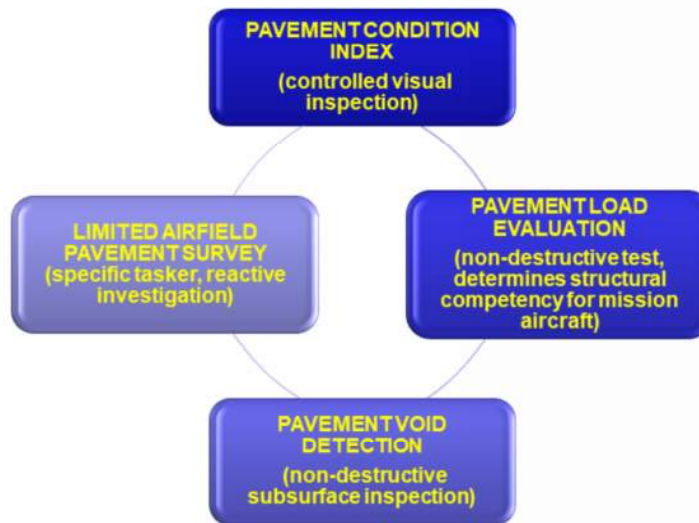 PAVEMENT CONDITION
INDEX
(controlled visual
inspection)
LIMITED AIRFIELD
PAVEMENT SURVEY
(specific tasker, reactive
investigation)
PAVEMENT LOAD
EVALUATION
(non-destructive test,
determines structural
competency for mission
aircraft)
PAVEMENT VOID
DETECTION
(non-destructive
subsurface inspection)